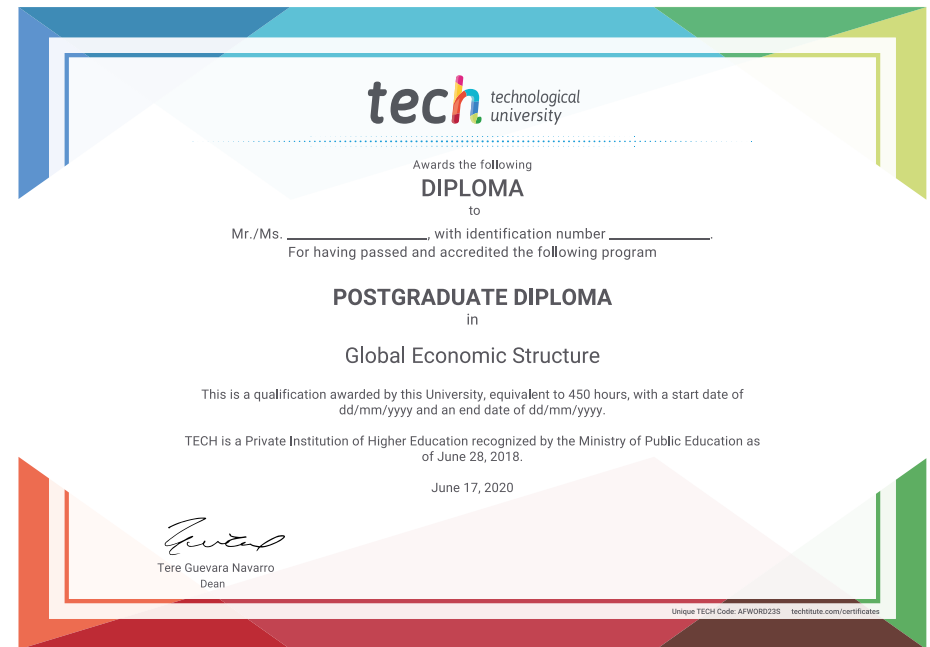 tech technological
university
Awards the following
DIPLOMA
to
Mr./Ms. ____________________, with identification number ______________.
For having passed and accredited the following program
POSTGRADUATE DIPLOMA
in
Global Economic Structure
This is a qualification awarded by this University, equivalent to 450 hours, with a start date of
dd/mm/yyyy and an end date of dd/mm/yyyy.
TECH is a Private Institution of Higher Education recognized by the Ministry of Public Education as
of June 28, 2018.
June 17, 2020
Tere Guevara Navarro
Dean
Unique TECH Code: AFWORD23S techtitute.com/certificates